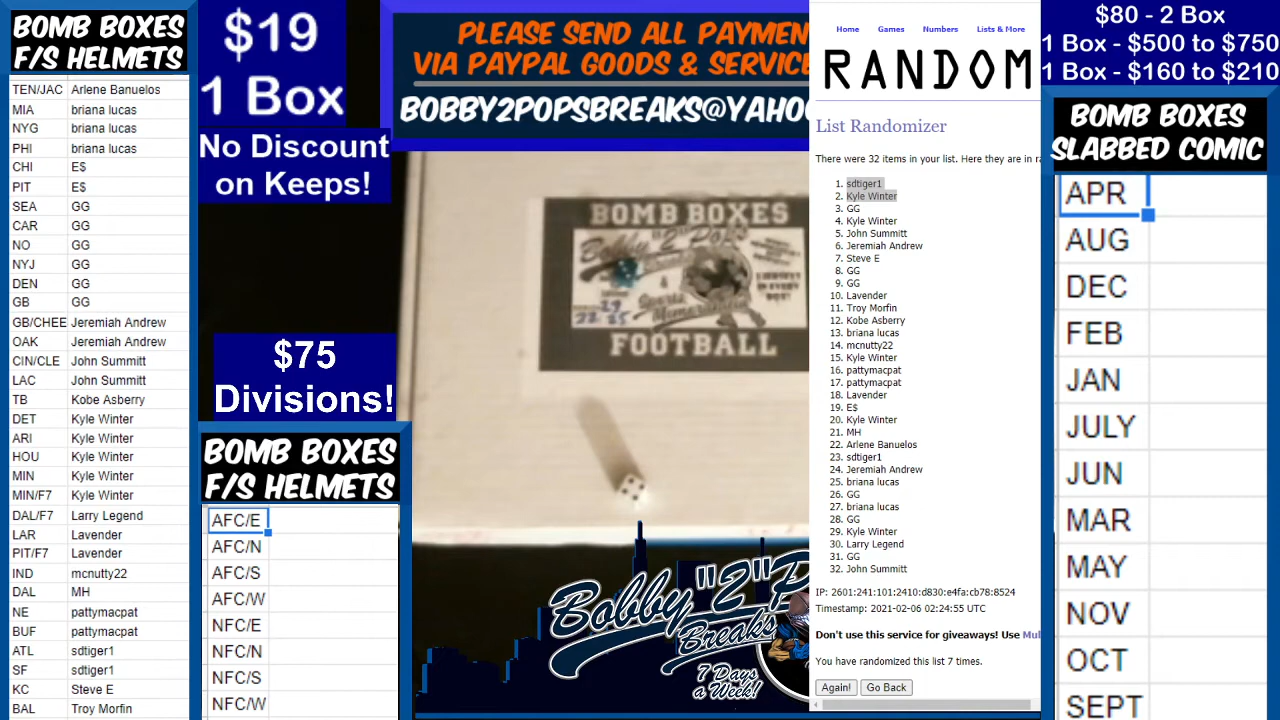 BOMB BOXES
F/S HELMETS
TEN/JAC Arlene Banuelos
MIA briana lucas
NYG briana lucas
PHI briana lucas
CHI E$
PIT E$
SEA GG
CAR GG
NO GG
NYJ GG
DEN GG
GB GG
GB/CHEE Jeremiah Andrew
OAK Jeremiah Andrew
CIN/CLE John Summitt
LAC John Summitt
TB Kobe Asberry
DET Kyle Winter
ARI Kyle Winter
HOU Kyle Winter
MIN Kyle Winter
MIN/F7 Kyle Winter
DAL/F7 Larry Legend
LAR Lavender
PIT/F7 Lavender
IND mcnutty22
DAL MH
NE pattymacpat
BUF pattymacpat
ATL sdtiger1
SF sdtiger1
KC Steve E
BAL Troy Morfin
$19
1 Box
No Discount
on Keeps!
$75
Divisions!
BOMB BOXES
F/S HELMETS
AFC/E
AFC/N
AFC/S
AFC/W
NFC/E
NFC/N
NFC/S
NFC/W
PLEASE SEND ALL PAYMEN
VIA PAYPAL GOODS & SERVICE
BOBBY2POPSBREAKS@YAHO
BOMB BOXES
Bobby "2" Pops
&
Sports
Memorabilia
FOOTBALL
Bobby "2" P
Breaks
7 Days
a Week!
Home Games Numbers Lists & More
RANDOM
List Randomizer
There were 32 items in your list. Here they are in ra
1. sdtiger1
2. Kyle Winter
3. GG
4. Kyle Winter
5. John Summitt
6. Jeremiah Andrew
7. Steve E
8. GG
9. GG
10. Lavender
11. Troy Morfin
12. Kobe Asberry
13. briana lucas
14. mcnutty22
15. Kyle Winter
16. pattymacpat
17. pattymacpat
18. Lavender
19. E$
20. Kyle Winter
21. MH
22. Arlene Banuelos
23. sdtiger1
24. Jeremiah Andrew
25. briana lucas
26. GG
27. briana lucas
28. GG
29. Kyle Winter
30. Larry Legend
31. GG
32. John Summitt
IP: 2601:241:101:2410:d830:e4fa:cb78:8524
Timestamp: 2021-02-06 02:24:55 UTC
Don't use this service for giveaways! Use Mul
You have randomized this list 7 times.
Again! Go Back
$80 - 2 Box
1 Box - $500 to $750
1 Box - $160 to $210
BOMB BOXES
SLABBED COMIC
APR
AUG
DEC
FEB
JAN
JULY
JUN
MAR
MAY
NOV
OCT
SEPT